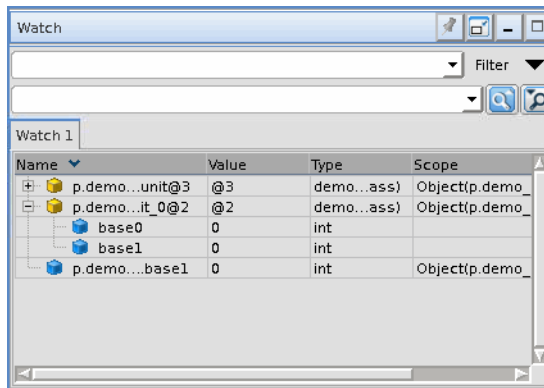 Watch
Filter
Watch 1
Name Value Type Scope
p.demo...unit@3 @3 demo...ass) Object(p.demo_
p.demo...it_0@2 @2 demo...ass) Object(p.demo_
base0 0 int
base1 0 int
p.demo....base1 0 int Object(p.demo_